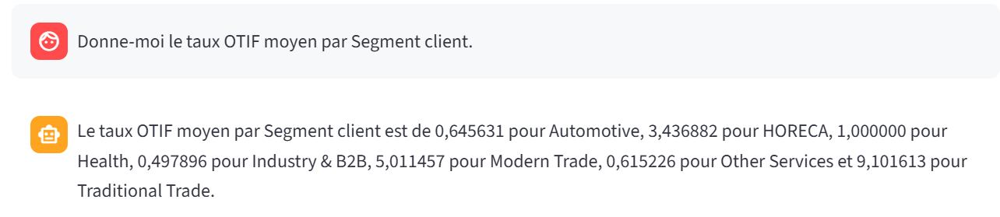 Donne-moi le taux OTIF moyen par Segment client.
Le taux OTIF moyen par Segment client est de 0,645631 pour Automotive, 3,436882 pour HORECA, 1,000000 pour
Health, 0,497896 pour Industry & B2B, 5,011457 pour Modern Trade, 0,615226 pour Other Services et 9,101613 pour
Traditional Trade.